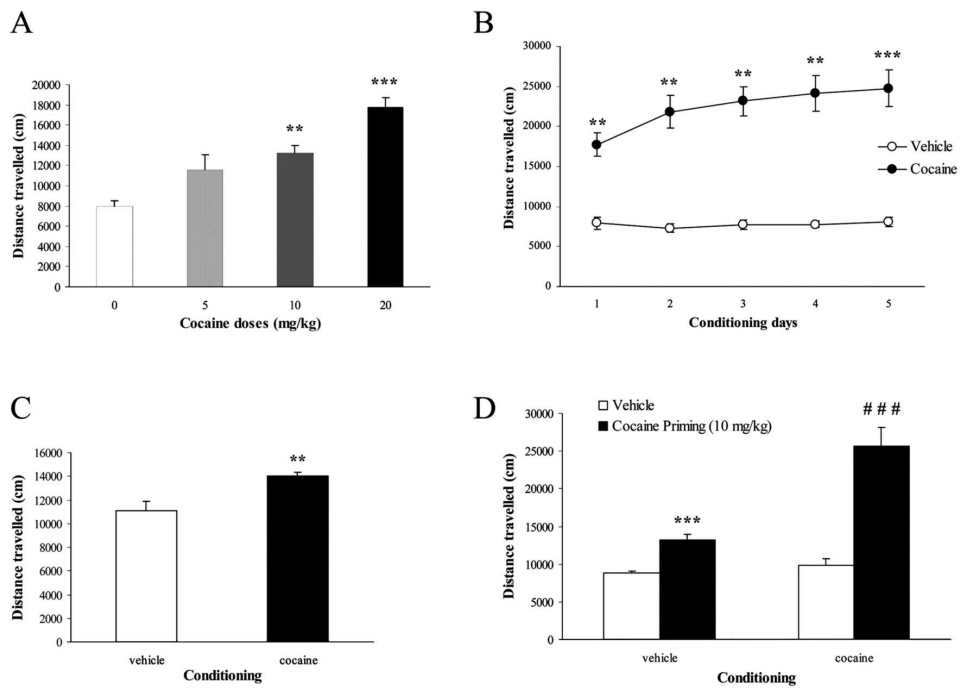 A
Distance travelled (cm)
20000
18000
16000
14000
12000
10000
8000
6000
4000
2000
0
**
***
0 5 10 20
Cocaine doses (mg/kg)
B
Distance travelled (cm)
30000
25000
20000
15000
10000
5000
0
** ** ** ** ***
Vehicle
Cocaine
1 2 3 4 5
Conditioning days
C
Distance travelled (cm)
16000
14000
12000
10000
8000
6000
4000
2000
0
**
vehicle cocaine
Conditioning
D
Vehicle
Cocaine Priming (10 mg/kg)
Distance travelled (cm)
30000
25000
20000
15000
10000
5000
0
***
# # #
vehicle cocaine
Conditioning